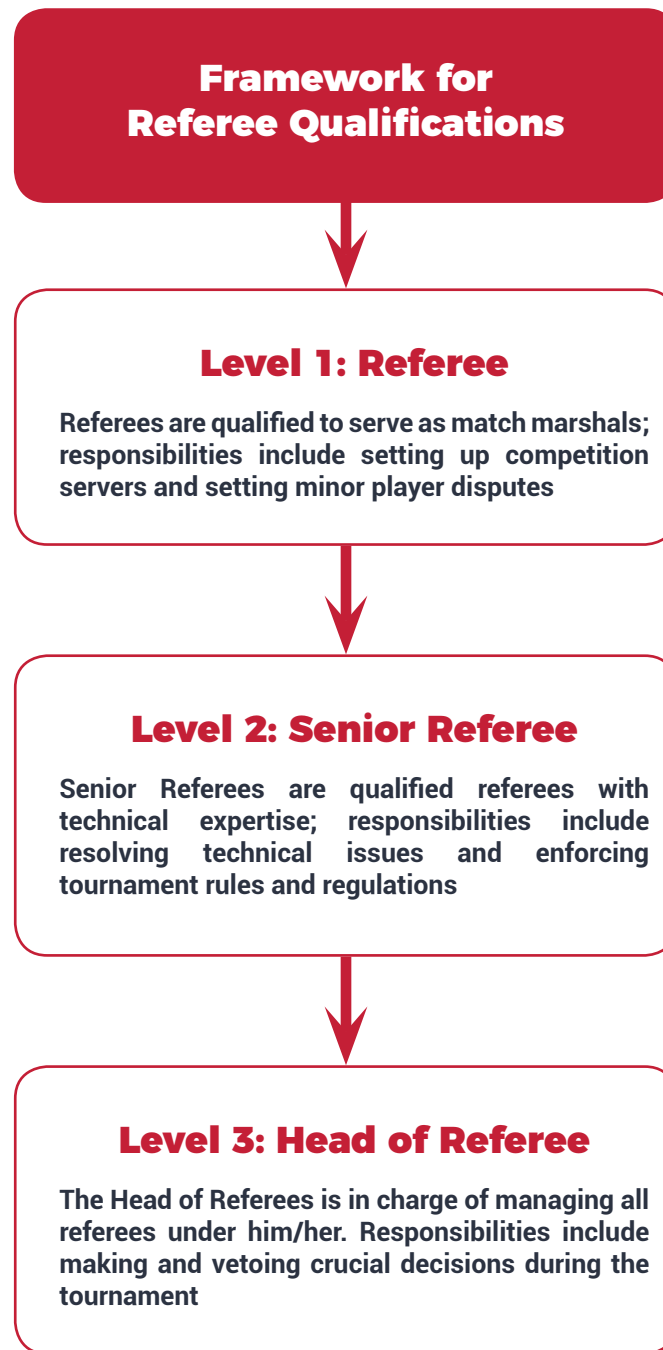 Framework for
Referee Qualifications
Level 1: Referee
Referees are qualified to serve as match marshals;
responsibilities include setting up competition
servers and setting minor player disputes
Level 2: Senior Referee
Senior Referees are qualified referees with
technical expertise; responsibilities include
resolving technical issues and enforcing
tournament rules and regulations
Level 3: Head of Referee
The Head of Referees is in charge of managing all
referees under him/her. Responsibilities include
making and vetoing crucial decisions during the
tournament